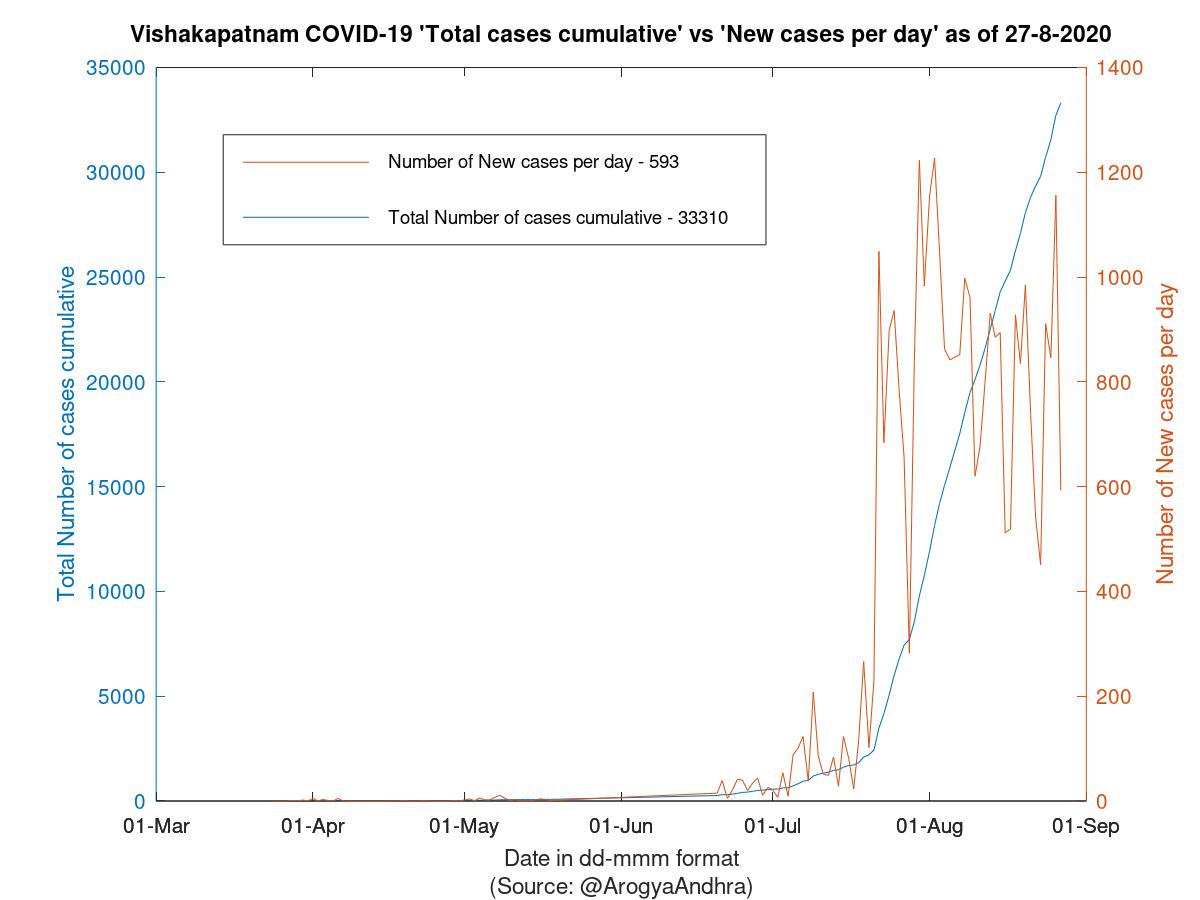 Vishakapatnam COVID-19 'Total cases cumulative' vs 'New cases per day' as of 27-8-2020
35000
30000
25000
20000
15000
10000
5000
0
Total Number of cases cumulative
Number of New cases per day - 593
Total Number of cases cumulative - 33310
1400
1200
1000
800
600
400
200
0
Number of New cases per day
01-Mar 01-Apr 01-May 01-Jun 01-Jul 01-Aug 01-Sep
Date in dd-mmm format
(Source: @ArogyaAndhra)